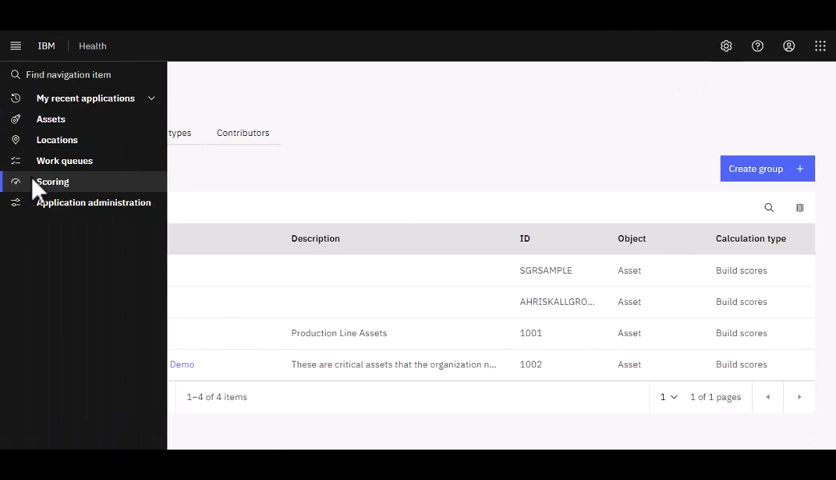 IBM Health
Find navigation item
My recent applications
Assets
Locations
Work queues
Scoring
Application administration
types Contributors
Create group +
Description ID Object Calculation type
SGRSAMPLE Asset Build scores
AHRISKALLGRO... Asset Build scores
Production Line Assets 1001 Asset Build scores
Demo These are critical assets that the organization n... 1002 Asset Build scores
1–4 of 4 items 1 1 of 1 pages